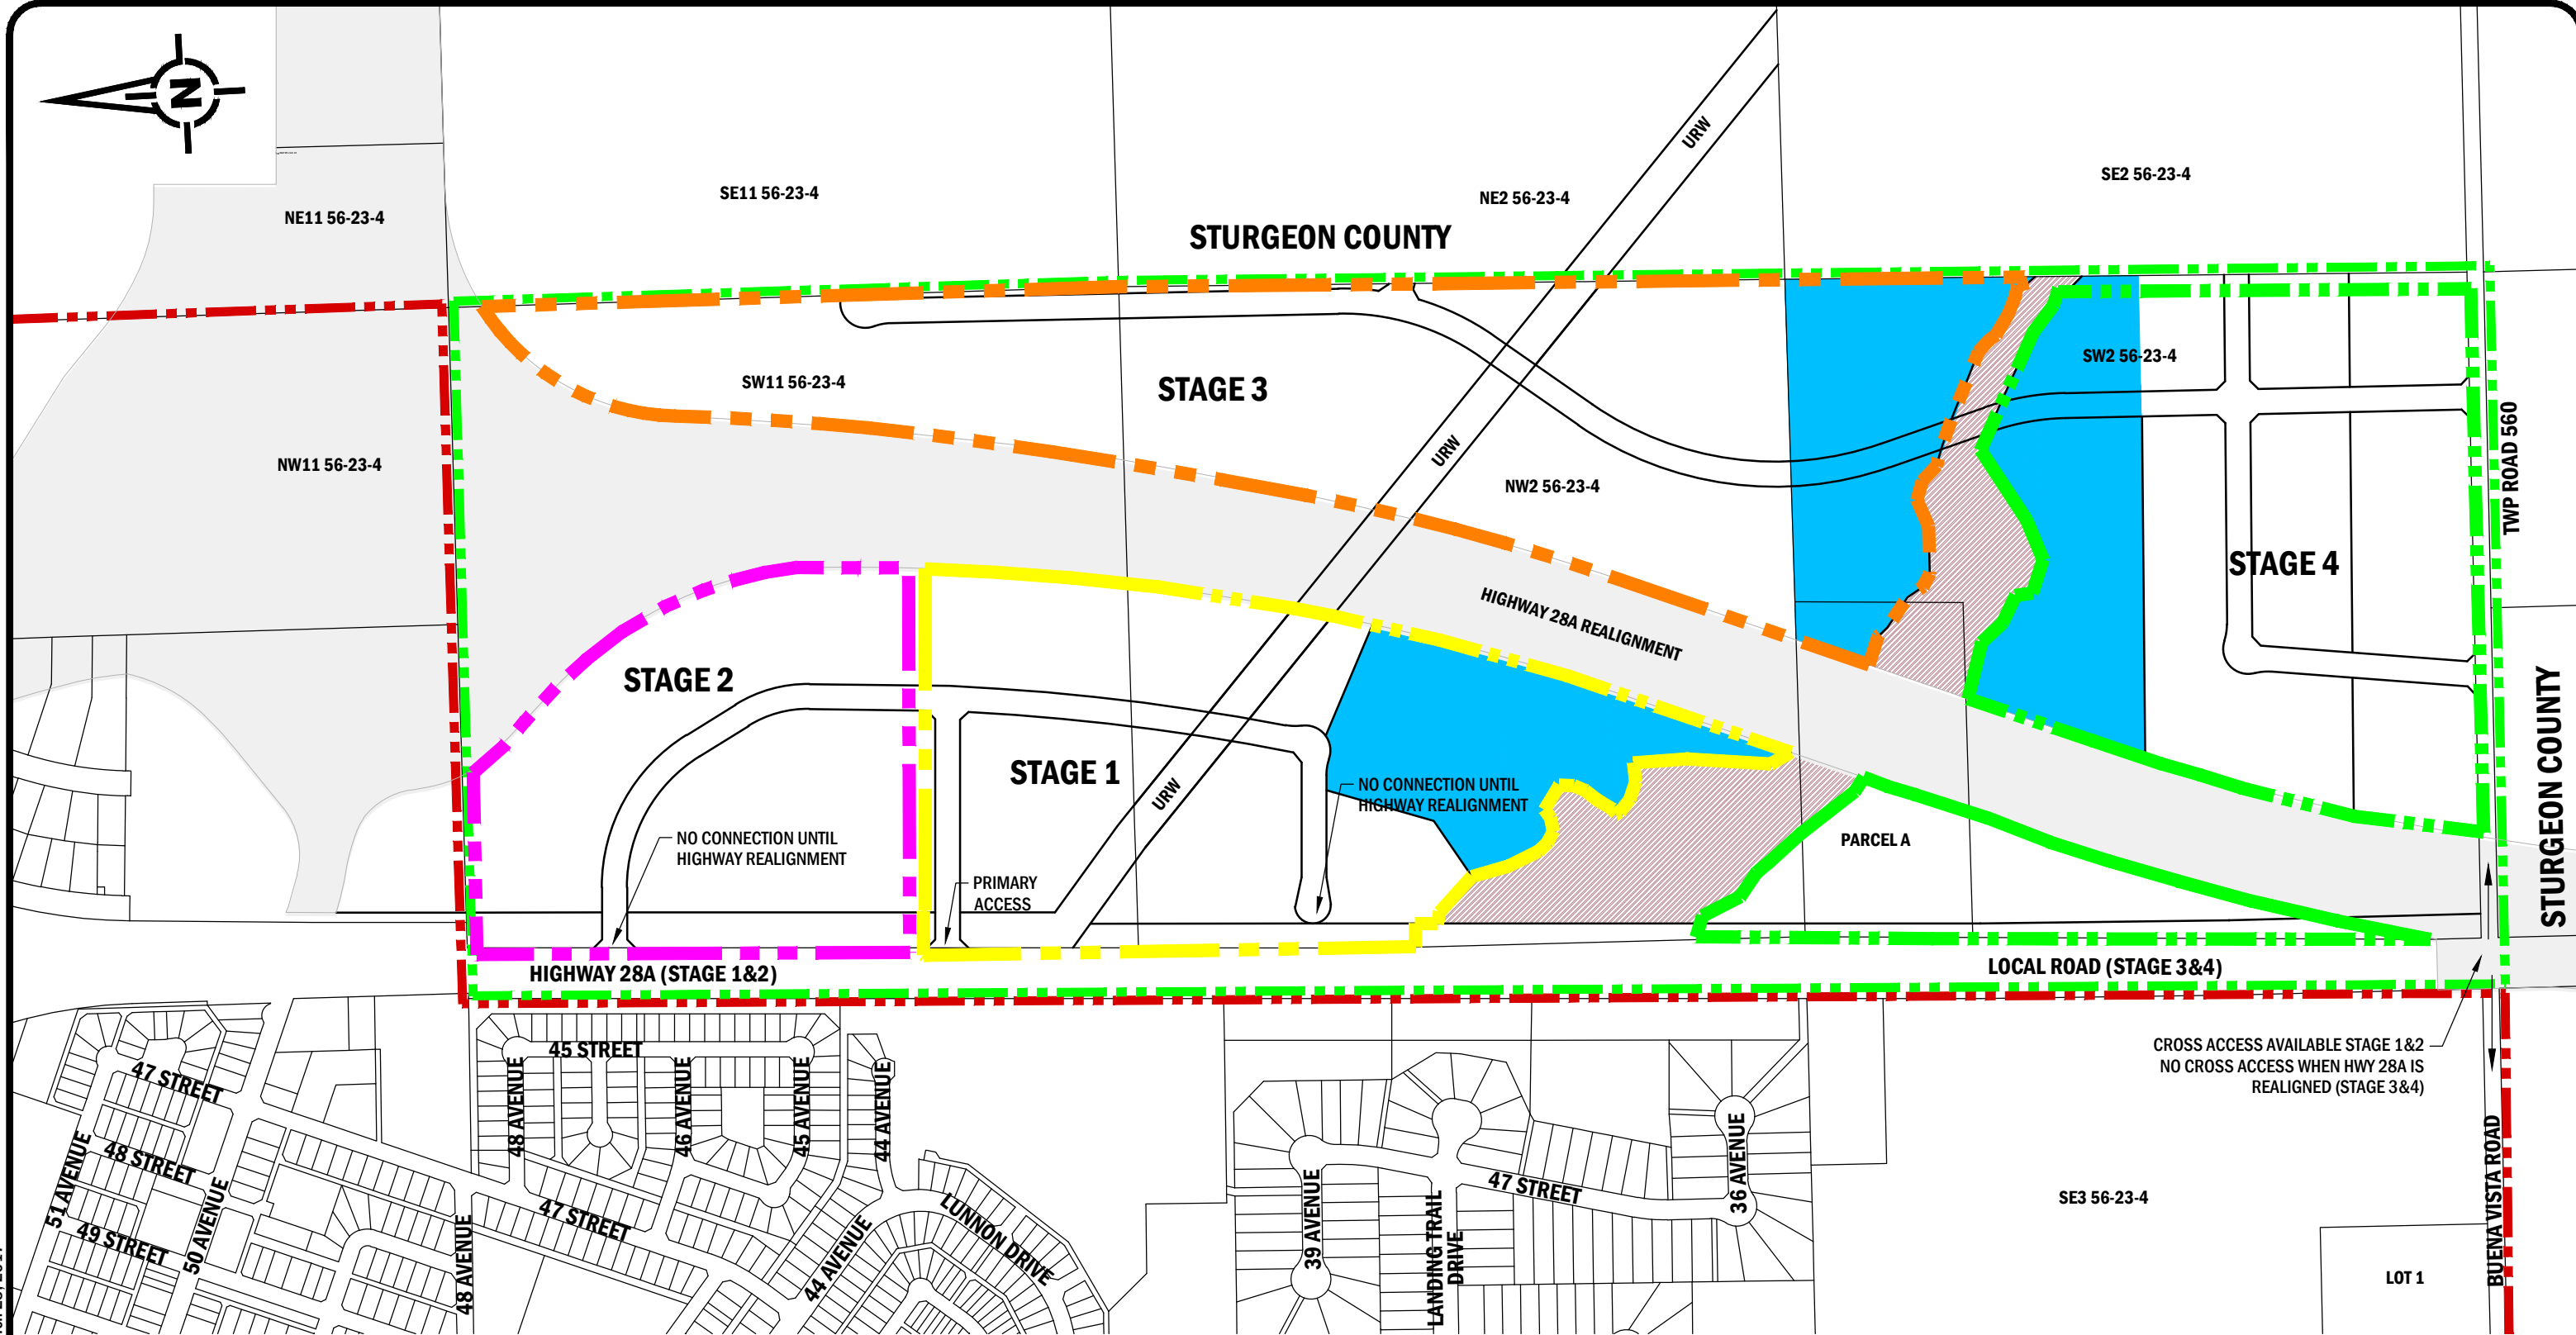 N
NE11 56-23-4
SE11 56-23-4
NE2 56-23-4
SE2 56-23-4
URW
STURGEON COUNTY
NW11 56-23-4
SW11 56-23-4
STAGE 3
URW
NW2 56-23-4
SW2 56-23-4
TWP ROAD 560
STAGE 4
HIGHWAY 28A REALIGNMENT
STAGE 2
STAGE 1
URW
NO CONNECTION UNTIL
HIGHWAY REALIGNMENT
PARCEL A
STURGEON COUNTY
NO CONNECTION UNTIL
HIGHWAY REALIGNMENT
PRIMARY
ACCESS
HIGHWAY 28A (STAGE 1&2)
LOCAL ROAD (STAGE 3&4)
CROSS ACCESS AVAILABLE STAGE 1&2
NO CROSS ACCESS WHEN HWY 28A IS
REALIGNED (STAGE 3&4)
47 STREET
45 STREET
48 AVENUE
46 AVENUE
45 AVENUE
44 AVENUE
51 AVENUE
48 STREET
49 STREET
50 AVENUE
48 AVENUE
47 STREET
44 AVENUE
LUNNON DRIVE
39 AVENUE
LANDING TRAIL
DRIVE
47 STREET
36 AVENUE
SE3 56-23-4
BUENA VISTA ROAD
LOT 1